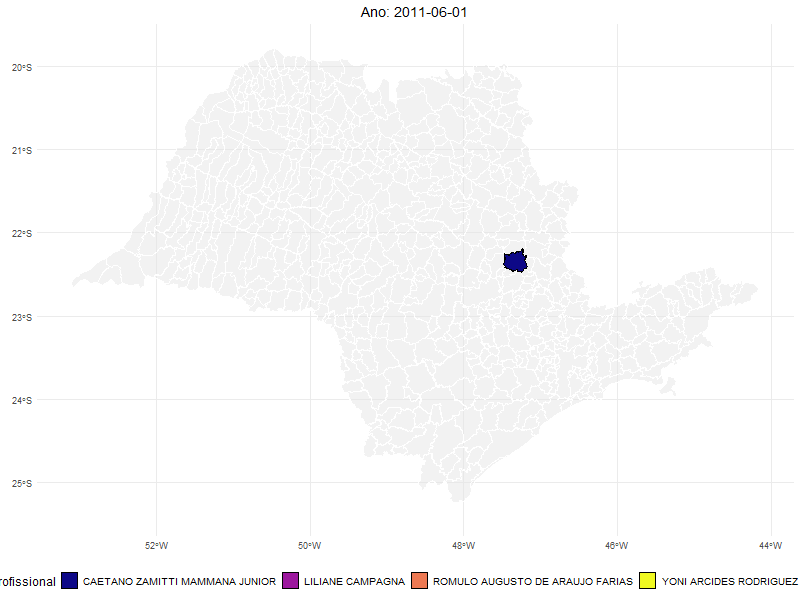 Ano: 2011-06-01
20°S
21°S
22°S
23°S
24°S
25°S
52°W 50°W 48°W 46°W 44°W
rofissional CAETANO ZAMITTI MAMMANA JUNIOR LILIANE CAMPAGNA ROMULO AUGUSTO DE ARAUJO FARIAS YONI ARCIDES RODRIGUEZ